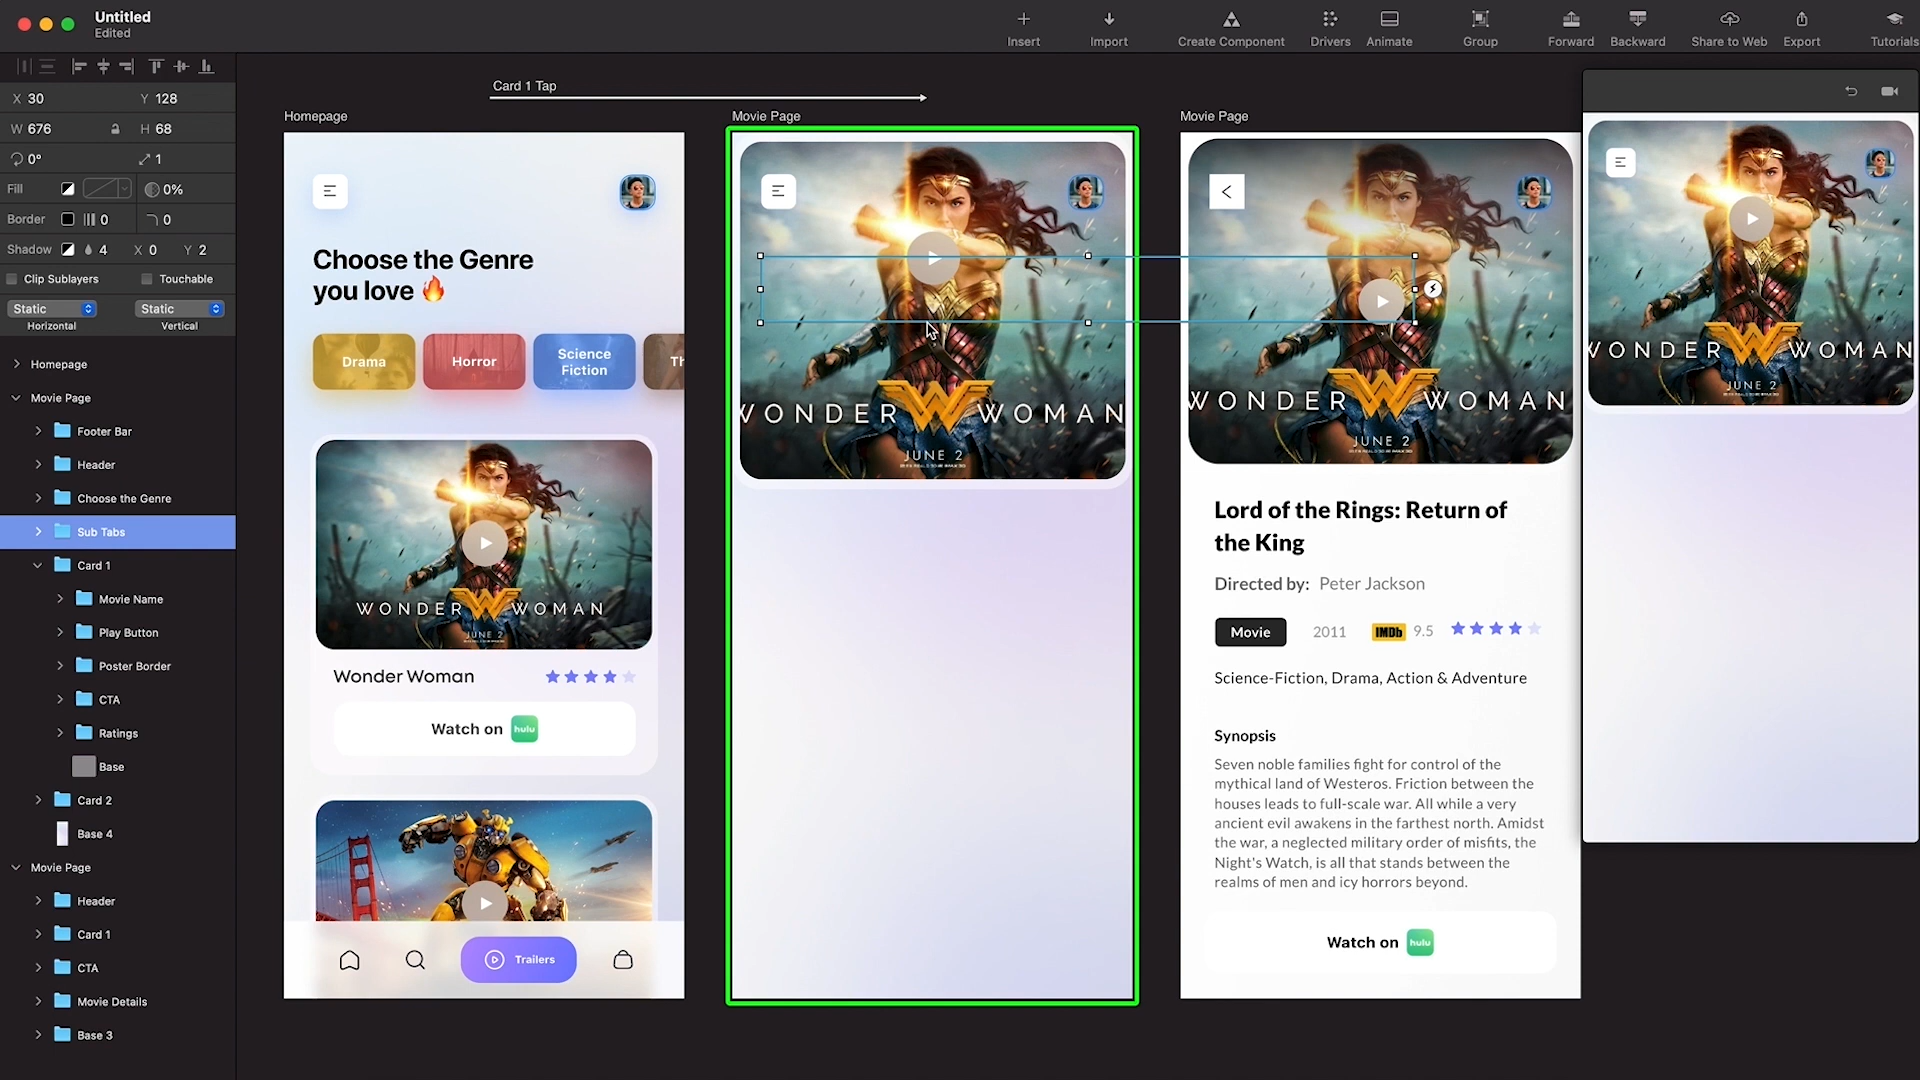 Untitled
Edited
Insert
Import
Create Component
Drivers
Animate
Group
Forward
Backward
Share to Web
Export
Tutorials
X 30
Y 128
W 676
H 68
0°
1
Fill
0%
Border
0
0
Shadow
4
X 0
Y 2
Clip Sublayers
Touchable
Static
Static
Horizontal
Vertical
Homepage
Movie Page
Footer Bar
Header
Choose the Genre
Sub Tabs
Card 1
Movie Name
Play Button
Poster Border
CTA
Ratings
Base
Card 2
Base 4
Movie Page
Header
Card 1
CTA
Movie Details
Base 3
Card 1 Tap
Homepage
Choose the Genre
you love 🔥
Drama
Horror
Science
Fiction
Th
WONDER WOMAN
JUNE 2
Wonder Woman
Watch on hulu
Trailers
Movie Page
WONDER WOMAN
JUNE 2
Movie Page
WONDER WOMAN
JUNE 2
Lord of the Rings: Return of
the King
Directed by: Peter Jackson
Movie
2011
IMDb 9.5
Science-Fiction, Drama, Action & Adventure
Synopsis
Seven noble families fight for control of the
mythical land of Westeros. Friction between the
houses leads to full-scale war. All while a very
ancient evil awakens in the farthest north. Amidst
the war, a neglected military order of misfits, the
Night's Watch, is all that stands between the
realms of men and icy horrors beyond.
Watch on hulu
WONDER WOMAN
JUNE 2